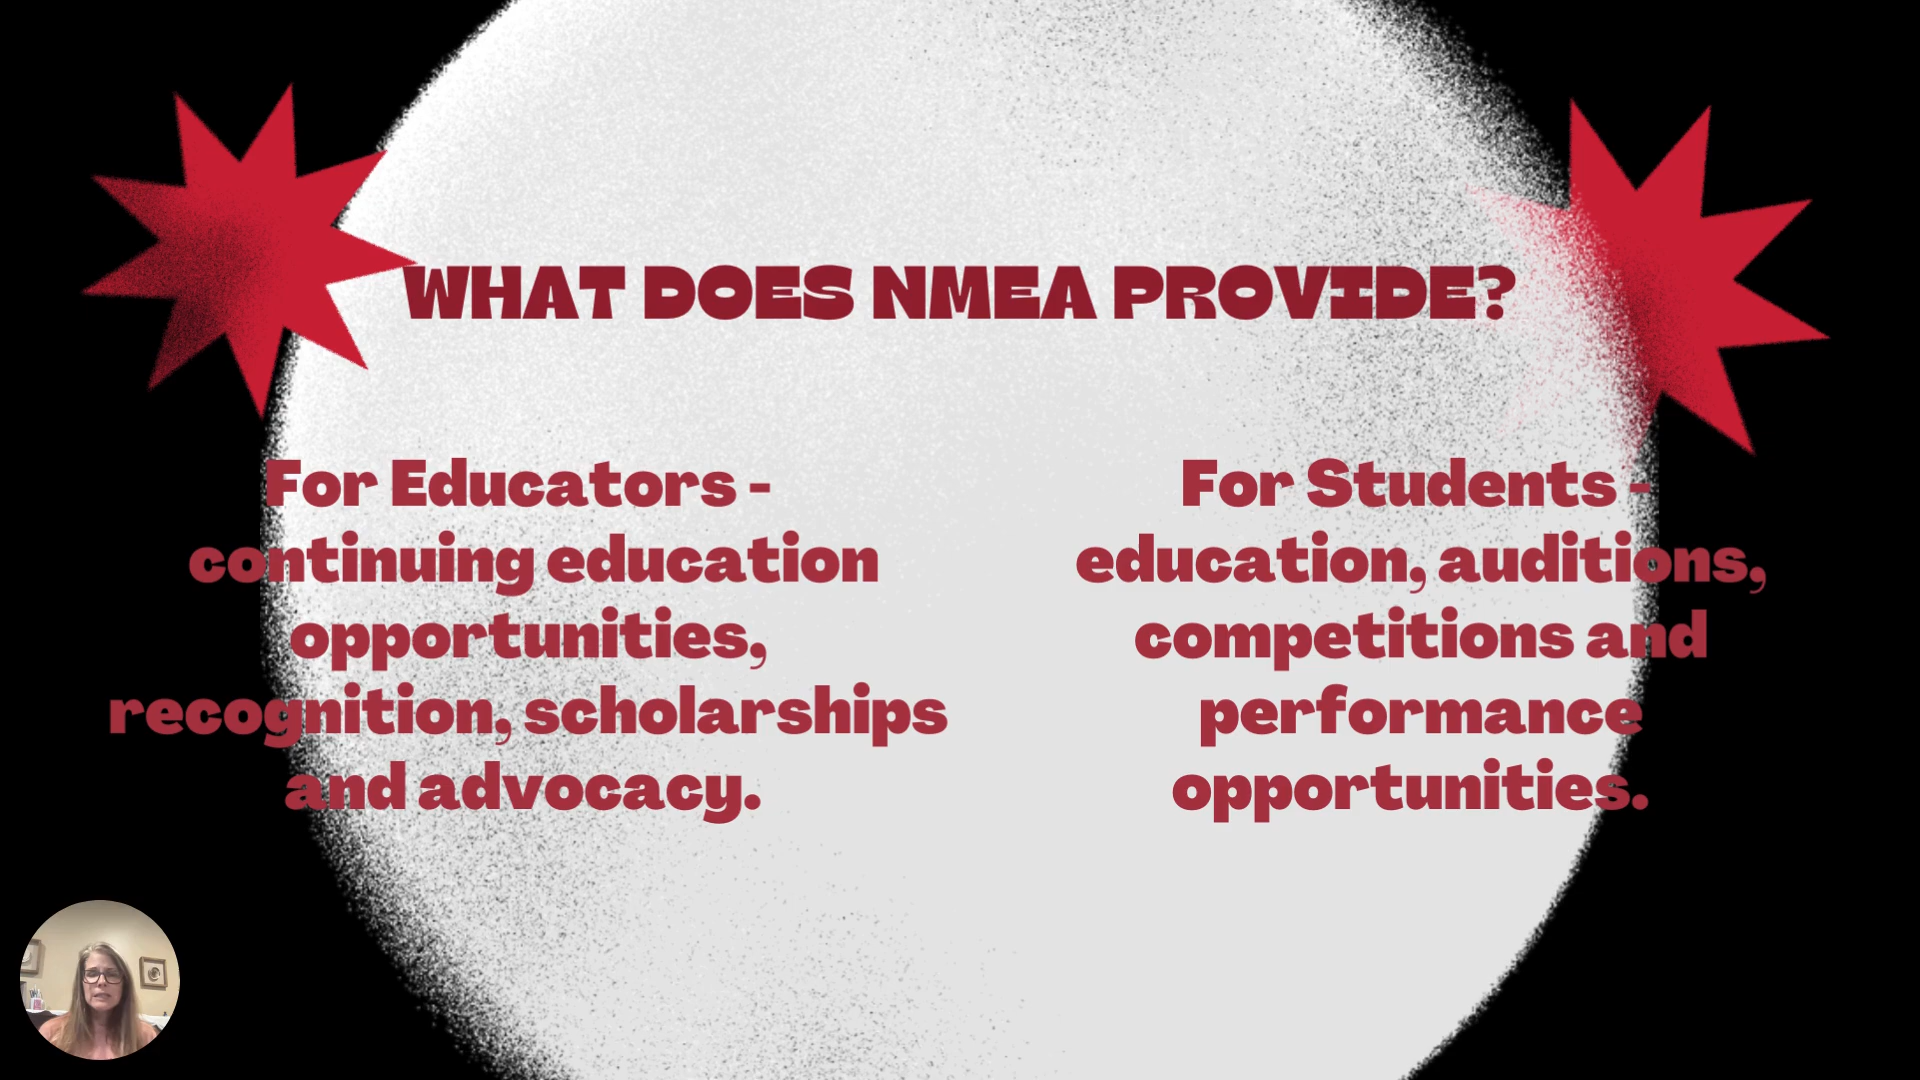 WHAT DOES NMEA PROVIDE?
For Educators -
continuing education
opportunities,
recognition, scholarships
and advocacy.
For Students -
education, auditions,
competitions and
performance
opportunities.